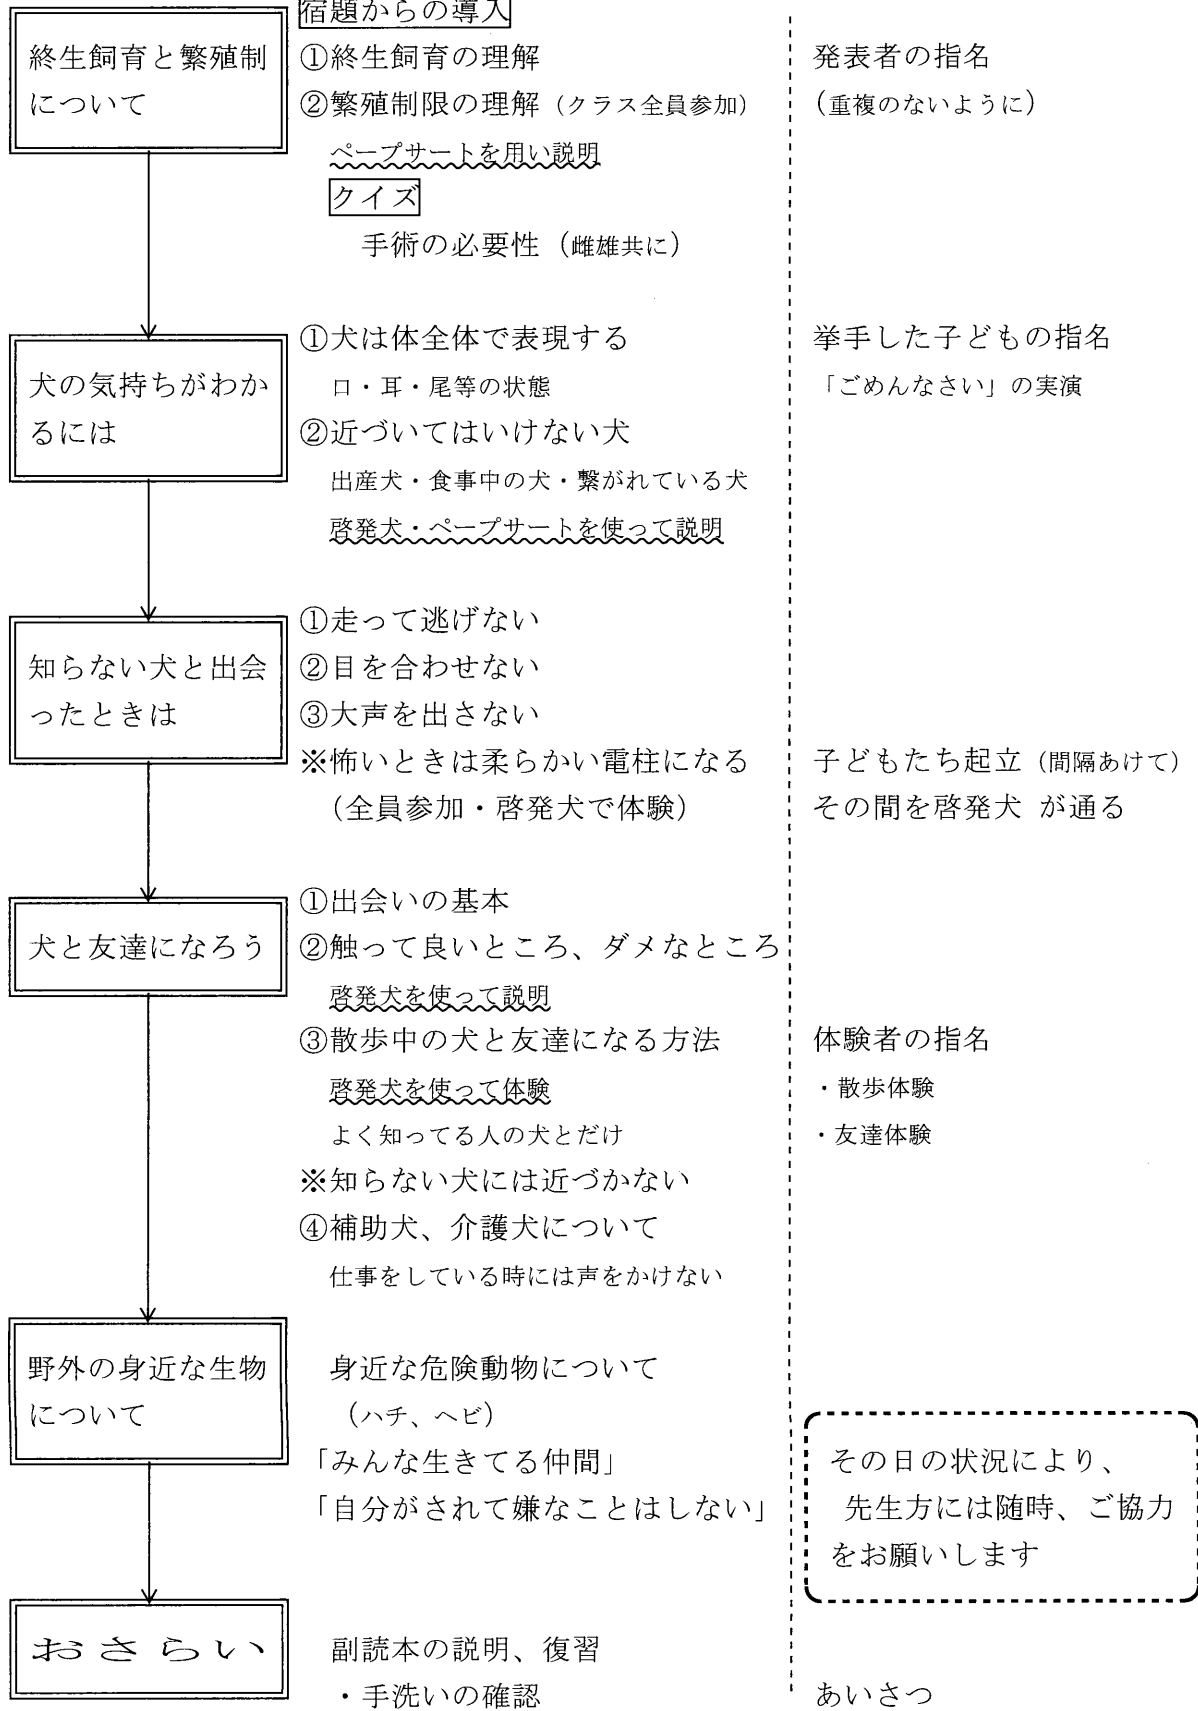 宿題からの導入
終生飼育と繁殖制
について
①終生飼育の理解
②繁殖制限の理解（クラス全員参加）
ペープサートを用い説明
クイズ
手術の必要性（雌雄共に）
発表者の指名
（重複のないように）
犬の気持ちがわか
るには
①犬は体全体で表現する
口・耳・尾等の状態
②近づいてはいけない犬
出産犬・食事中の犬・繋がれている犬
啓発犬・ペープサートを使って説明
挙手した子どもの指名
「ごめんなさい」の実演
知らない犬と出会
ったときは
①走って逃げない
②目を合わせない
③大声を出さない
※怖いときは柔らかい電柱になる
（全員参加・啓発犬で体験）
子どもたち起立（間隔あけて）
その間を啓発犬 が通る
犬と友達になろう
①出会いの基本
②触って良いところ、ダメなところ
啓発犬を使って説明
③散歩中の犬と友達になる方法
啓発犬を使って体験
よく知ってる人の犬とだけ
※知らない犬には近づかない
④補助犬、介護犬について
仕事をしている時には声をかけない
体験者の指名
・散歩体験
・友達体験
野外の身近な生物
について
身近な危険動物について
（ハチ、ヘビ）
「みんな生きてる仲間」
「自分がされて嫌なことはしない」
その日の状況により、
先生方には随時、ご協力
をお願いします
おさらい
副読本の説明、復習
・手洗いの確認
あいさつ